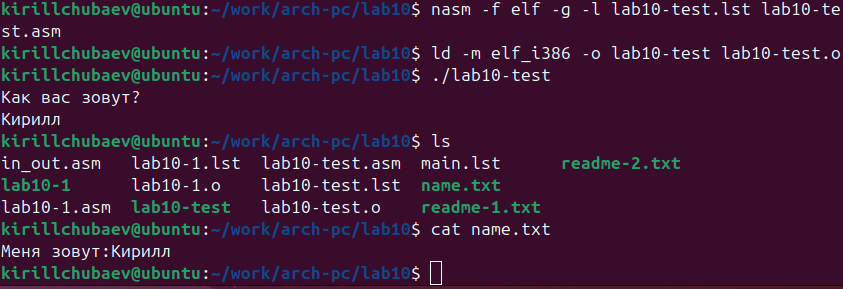 kirillchubaev@ubuntu:~/work/arch-pc/lab10$ nasm -f elf -g -l lab10-test.lst lab10-te
st.asm
kirillchubaev@ubuntu:~/work/arch-pc/lab10$ ld -m elf_i386 -o lab10-test lab10-test.o
kirillchubaev@ubuntu:~/work/arch-pc/lab10$ ./lab10-test
Как вас зовут?
Кирилл
kirillchubaev@ubuntu:~/work/arch-pc/lab10$ ls
in_out.asm lab10-1.lst lab10-test.asm main.lst readme-2.txt
lab10-1 lab10-1.o lab10-test.lst name.txt
lab10-1.asm lab10-test lab10-test.o readme-1.txt
kirillchubaev@ubuntu:~/work/arch-pc/lab10$ cat name.txt
Меня зовут:Кирилл
kirillchubaev@ubuntu:~/work/arch-pc/lab10$